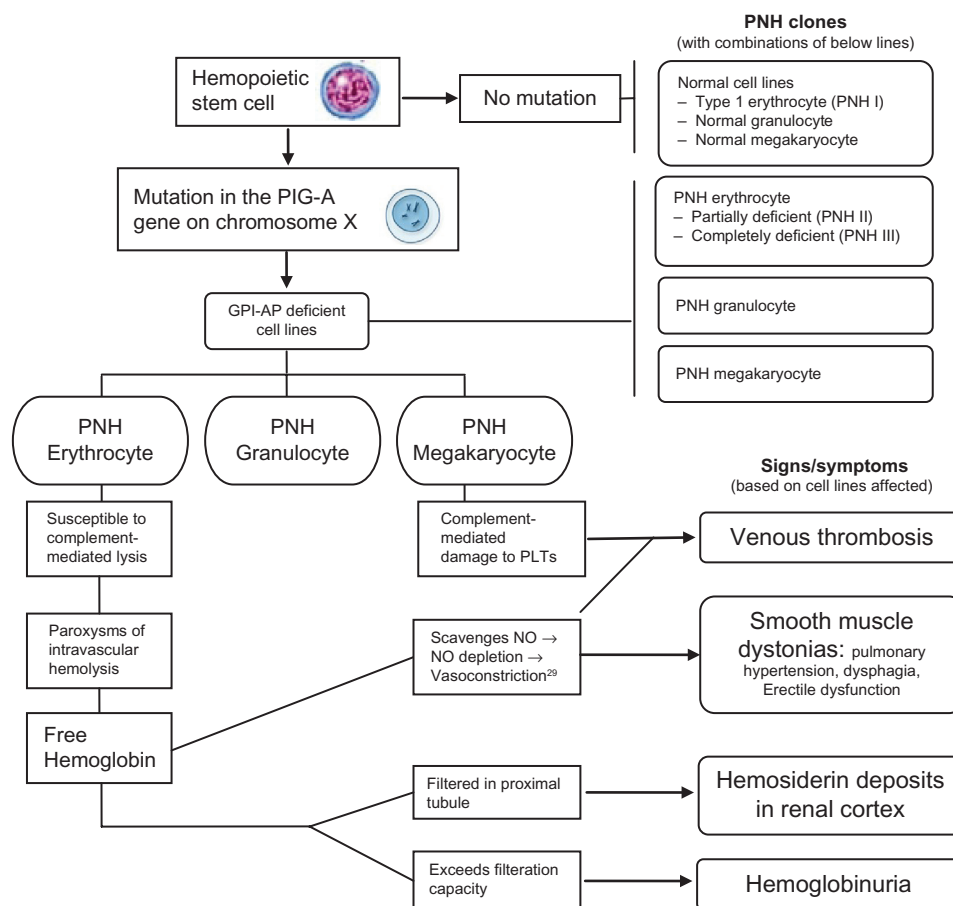 PNH clones
(with combinations of below lines)
Hemopoietic
stem cell
No mutation
Normal cell lines
– Type 1 erythrocyte (PNH I)
– Normal granulocyte
– Normal megakaryocyte
Mutation in the PIG-A
gene on chromosome X
PNH erythrocyte
– Partially deficient (PNH II)
– Completely deficient (PNH III)
GPI-AP deficient
cell lines
PNH granulocyte
PNH megakaryocyte
PNH
Erythrocyte
PNH
Granulocyte
PNH
Megakaryocyte
Signs/symptoms
(based on cell lines affected)
Susceptible to
complement-
mediated lysis
Complement-
mediated
damage to PLTs
Venous thrombosis
Paroxysms of
intravascular
hemolysis
Scavenges NO →
NO depletion →
Vasoconstriction²⁹
Smooth muscle
dystonias: pulmonary
hypertension, dysphagia,
Erectile dysfunction
Free
Hemoglobin
Filtered in proximal
tubule
Hemosiderin deposits
in renal cortex
Exceeds filteration
capacity
Hemoglobinuria